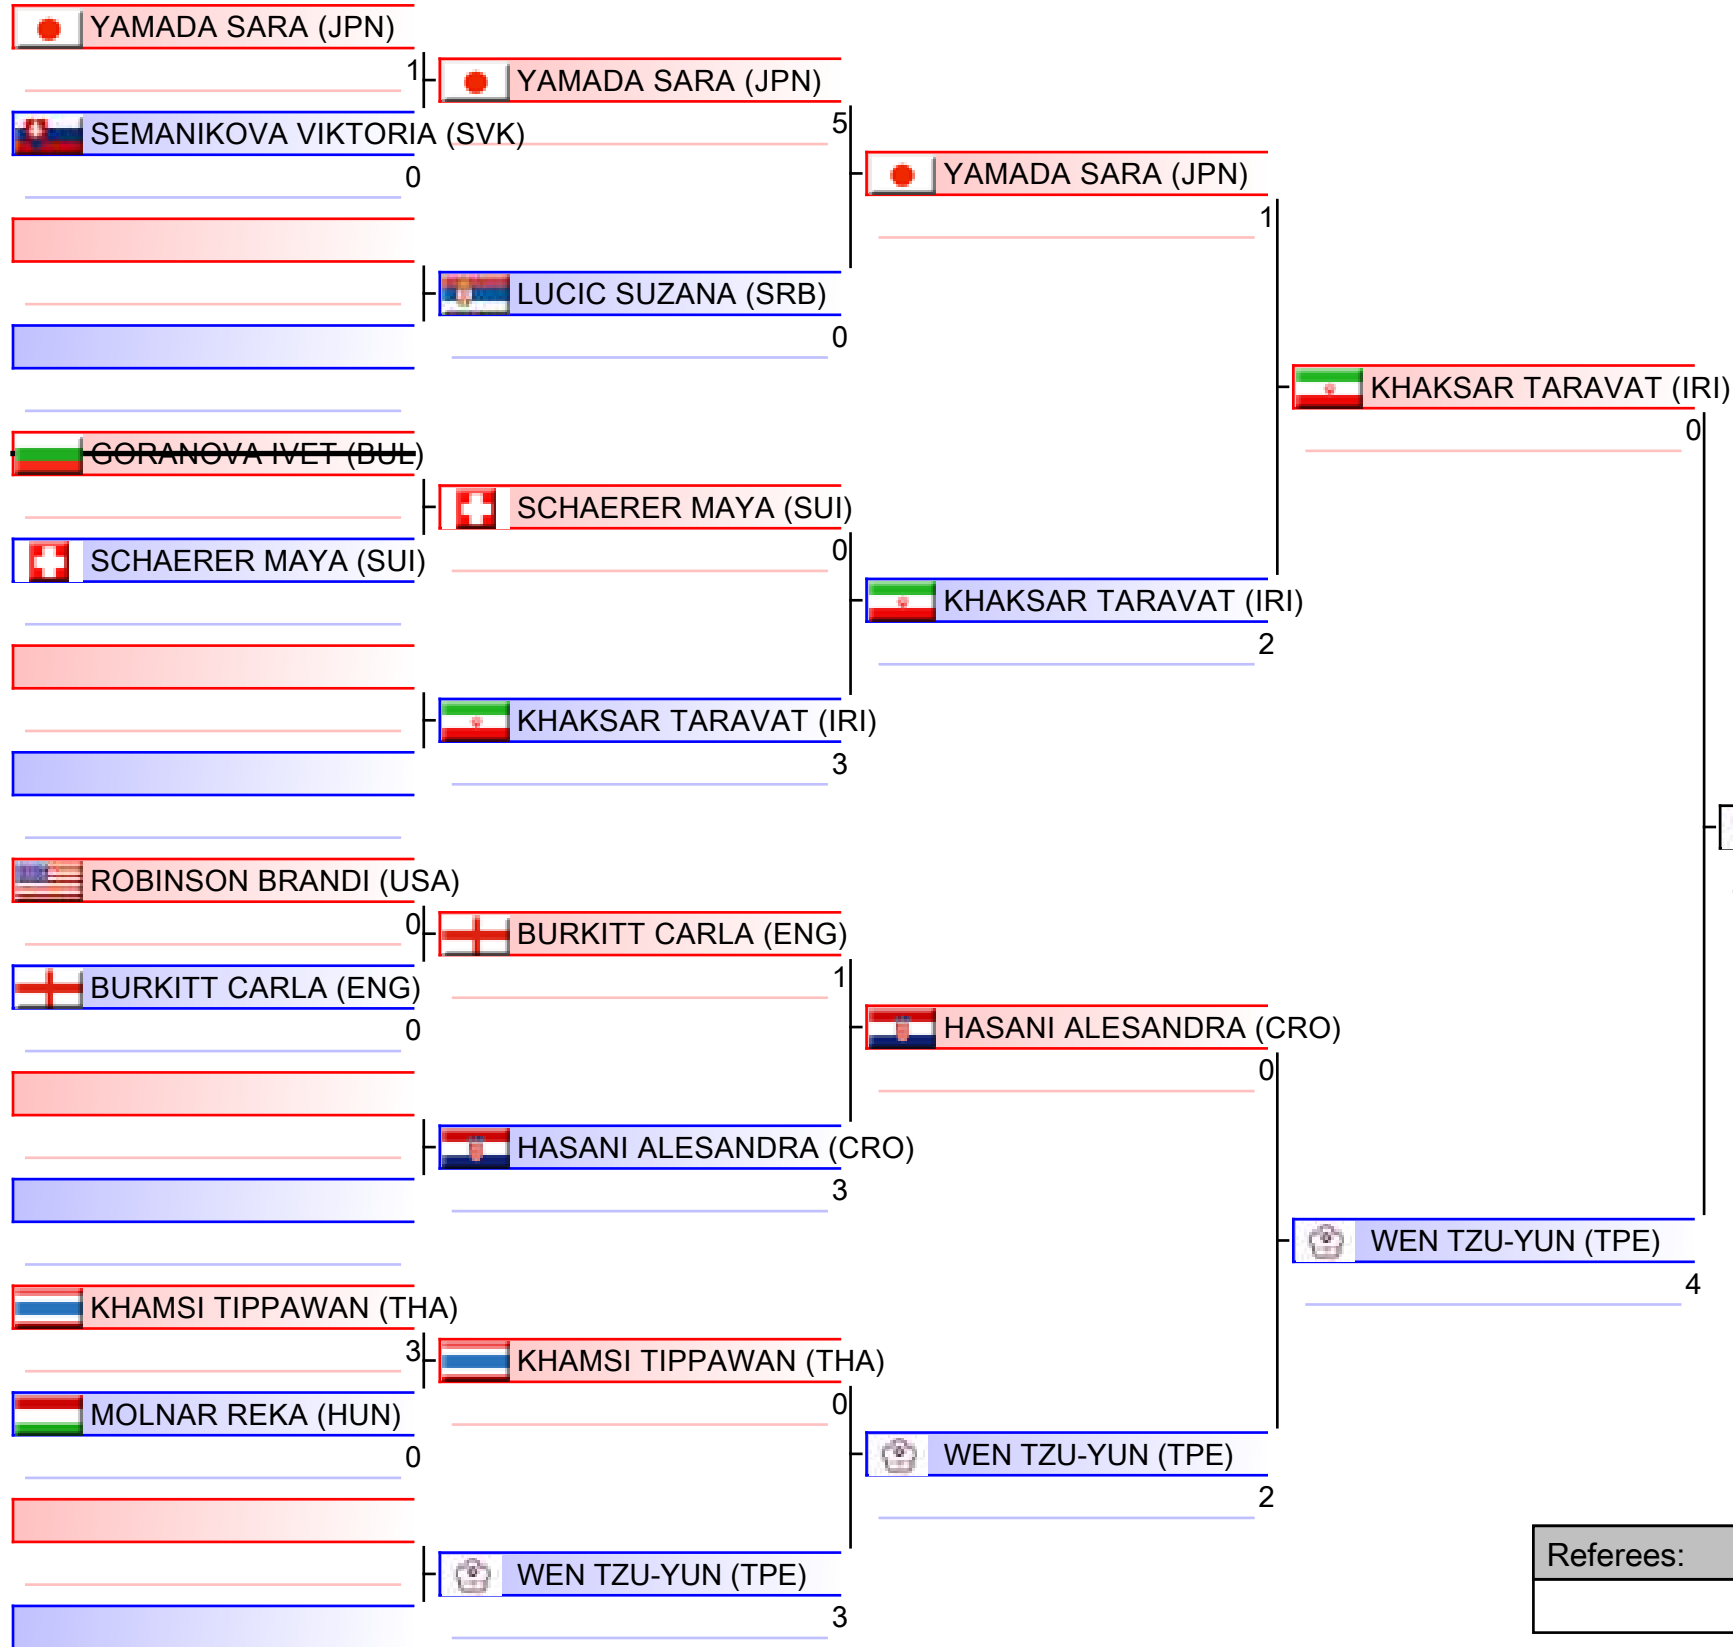 YAMADA SARA (JPN)
1
YAMADA SARA (JPN)
SEMANIKOVA VIKTORIA (SVK)
5
0
YAMADA SARA (JPN)
1
LUCIC SUZANA (SRB)
0
KHAKSAR TARAVAT (IRI)
0
GORANOVA IVET (BUL)
SCHAERER MAYA (SUI)
0
SCHAERER MAYA (SUI)
KHAKSAR TARAVAT (IRI)
2
KHAKSAR TARAVAT (IRI)
3
ROBINSON BRANDI (USA)
0
BURKITT CARLA (ENG)
1
BURKITT CARLA (ENG)
0
HASANI ALESANDRA (CRO)
0
HASANI ALESANDRA (CRO)
3
WEN TZU-YUN (TPE)
4
KHAMSI TIPPAWAN (THA)
3
KHAMSI TIPPAWAN (THA)
0
MOLNAR REKA (HUN)
0
WEN TZU-YUN (TPE)
2
WEN TZU-YUN (TPE)
3
Referees: